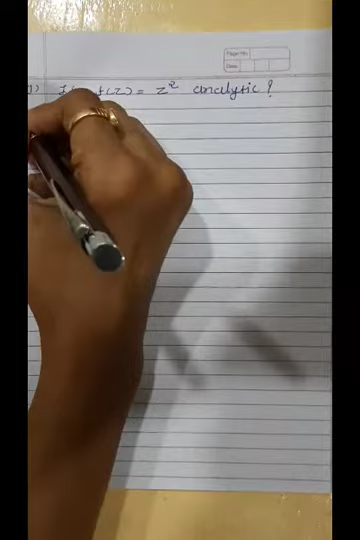 Page No.
Date
f(z) = z² analytic ?